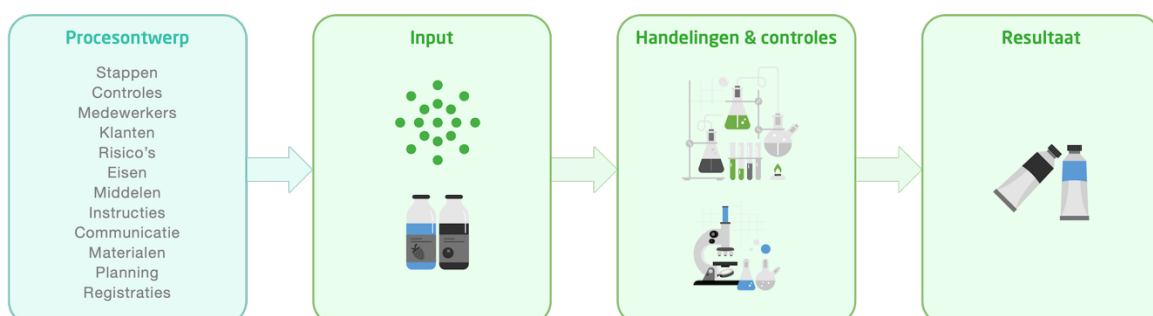 Procesontwerp
Stappen
Controles
Medewerkers
Klanten
Risico's
Eisen
Middelen
Instructies
Communicatie
Materialen
Planning
Registraties
Input
Handelingen & controles
Resultaat